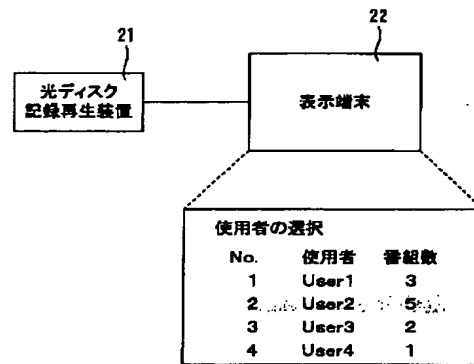 21
22
光ディスク
記録再生装置
表示端末
使用者の選択
No. 使用者 番組数
1 User1 3
2 User2 5
3 User3 2
4 User4 1